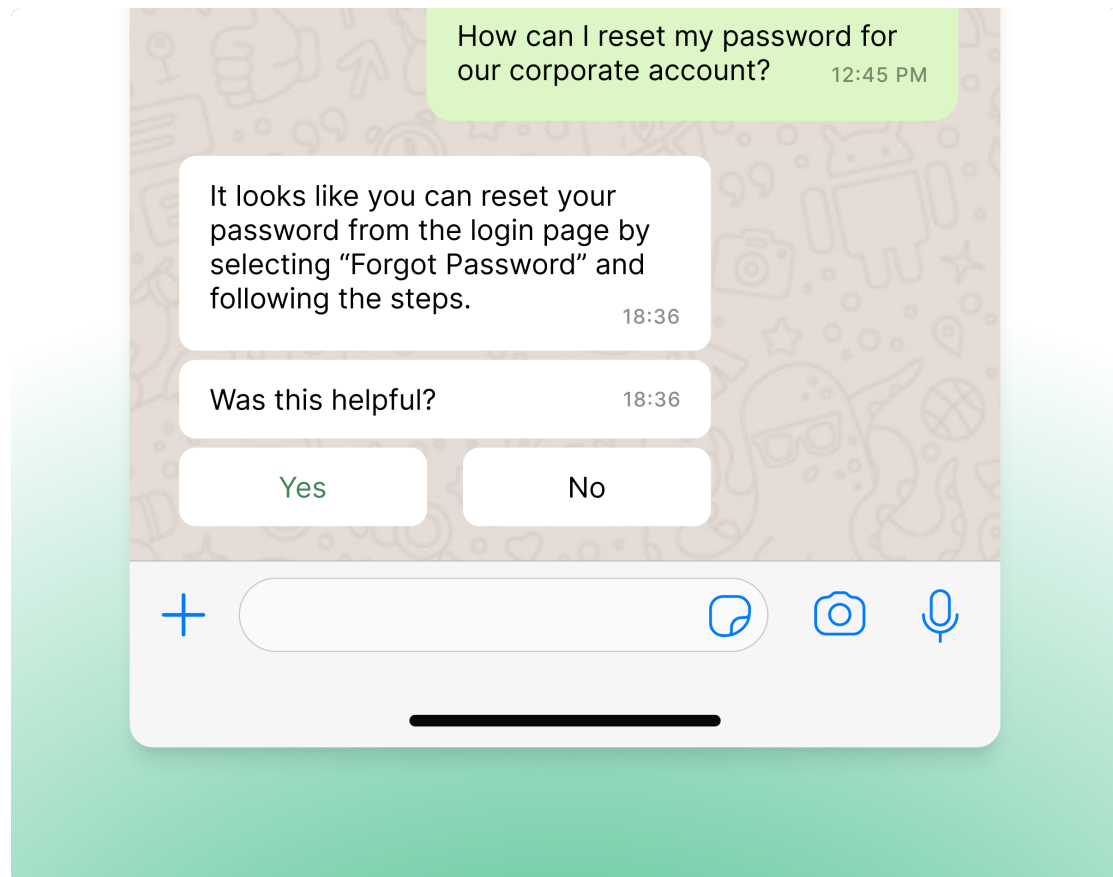 How can I reset my password for
our corporate account? 12:45 PM
It looks like you can reset your
password from the login page by
selecting “Forgot Password” and
following the steps.
18:36
Was this helpful? 18:36
Yes No